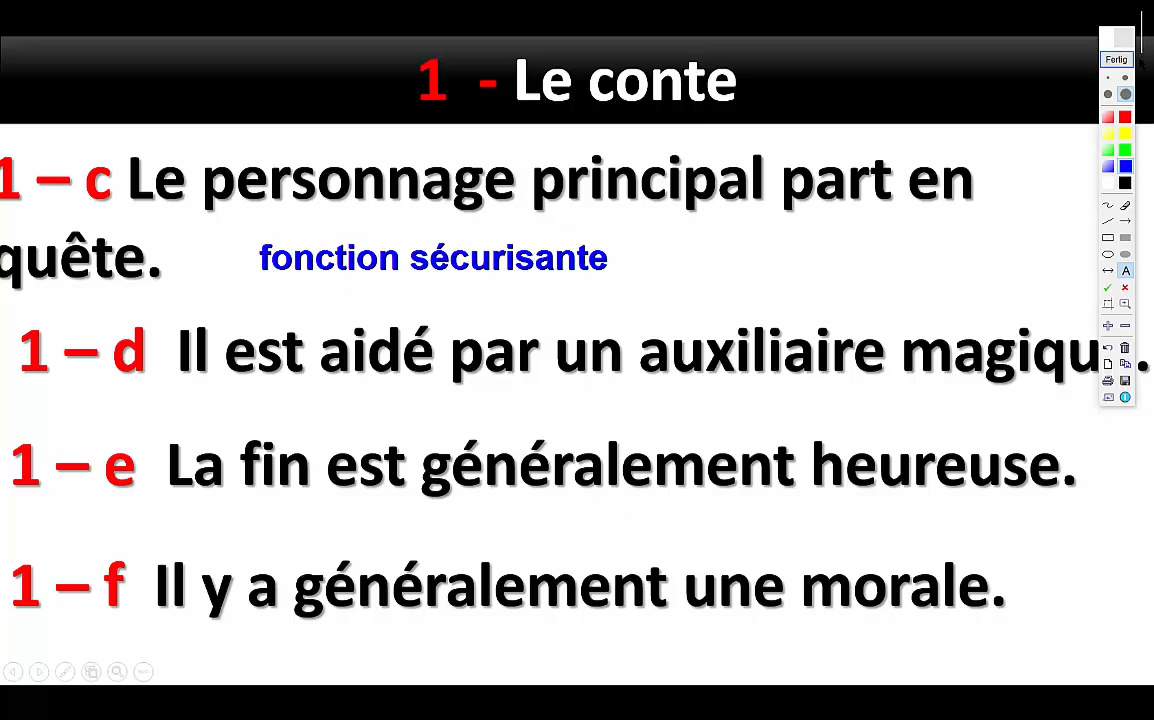 1 - Le conte
Fertig
1 – c Le personnage principal part en
quête. fonction sécurisante
A
1 – d Il est aidé par un auxiliaire
1 – e La fin est généralement heureuse.
1 – f Il y a généralement une morale.